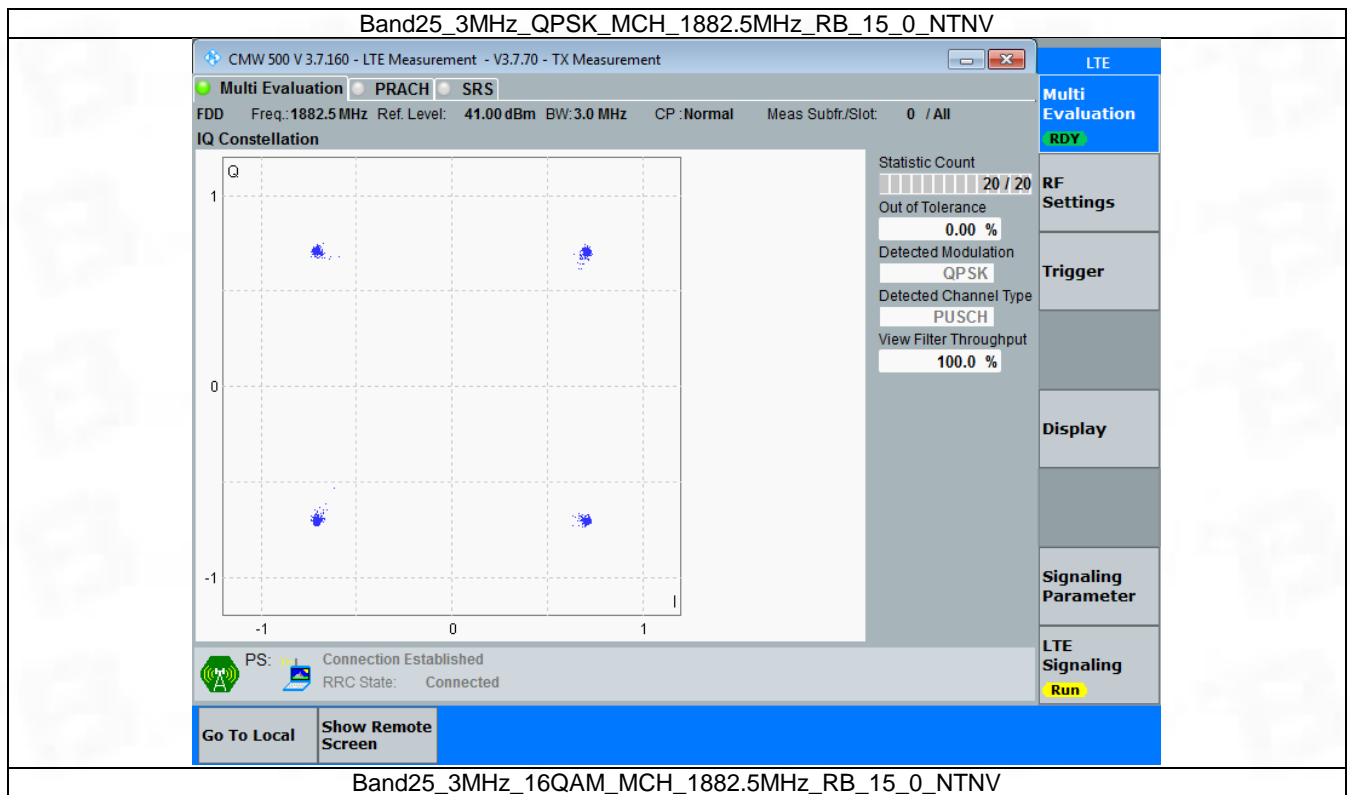 Band25_3MHz_QPSK_MCH_1882.5MHz_RB_15_0_NTNV
CMW 500 V 3.7.160 - LTE Measurement - V3.7.70 - TX Measurement
LTE
Multi Evaluation PRACH SRS
FDD Freq.:1882.5 MHz Ref. Level: 41.00 dBm BW:3.0 MHz CP :Normal Meas Subfr./Slot: 0 / All
IQ Constellation
Q
1
0
-1
-1 0 1
I
Statistic Count
20 / 20
Out of Tolerance
0.00 %
Detected Modulation
QPSK
Detected Channel Type
PUSCH
View Filter Throughput
100.0 %
Multi
Evaluation
RDY
RF
Settings
Trigger
Display
Signaling
Parameter
LTE
Signaling
Run
PS: Connection Established
RRC State: Connected
Go To Local
Show Remote
Screen
Band25_3MHz_16QAM_MCH_1882.5MHz_RB_15_0_NTNV